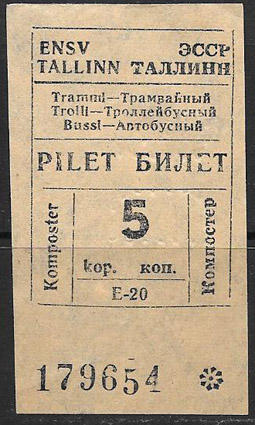 ENSV ЭССР
TALLINN ТАЛЛИНН
Trammi—Трамвайный
Trolli—Троллейбусный
Bussi—Автобусный
PILET БИЛЕТ
Komposter
5
kop. коп.
E-20
Компостер
179654